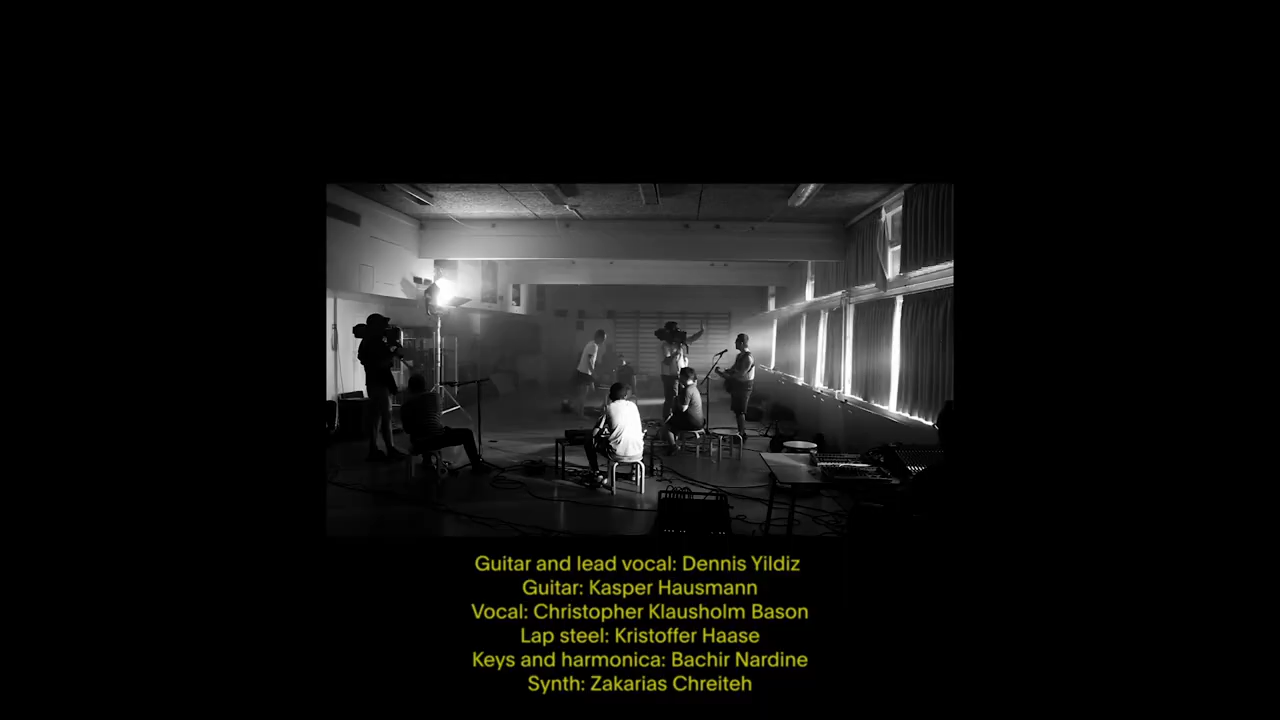 Guitar and lead vocal: Dennis Yildiz
Guitar: Kasper Hausmann
Vocal: Christopher Klausholm Bason
Lap steel: Kristoffer Haase
Keys and harmonica: Bachir Nardine
Synth: Zakarias Chreiteh